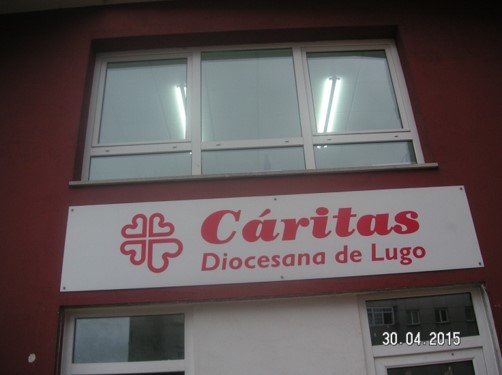 Cáritas
Diocesana de Lugo
30.04.2015